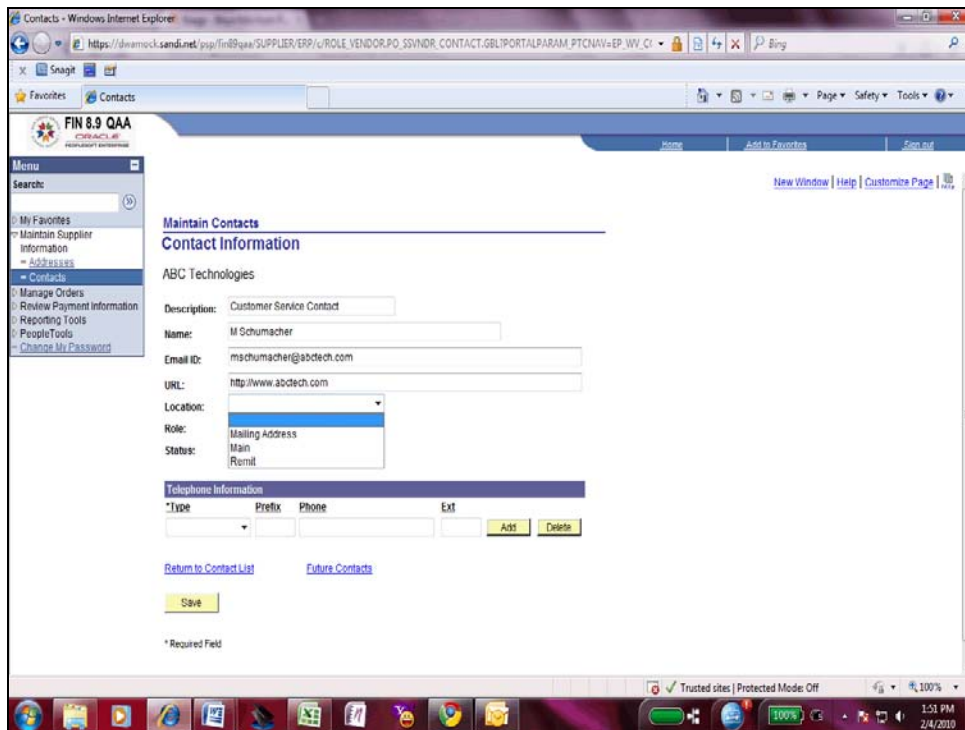 Contacts - Windows Internet Explorer
https://dwamock.sandi.net/psp/fin89qaa/SUPPLIER/ERP/c/ROLE_VENDOR.PO_SSVNDR_CONTACT.GBL?PORTALPARAM_PTCNAV=EP_WV_C
Bing
x Snagit
Favorites Contacts Page Safety Tools
FIN 8.9 QAA
ORACLE
PEOPLESOFT ENTERPRISE
Home Add to Favorites Sign out
Menu
Search:
New Window | Help | Customize Page |
My Favorites
Maintain Supplier
Information
- Addresses
- Contacts
Manage Orders
Review Payment Information
Reporting Tools
PeopleTools
- Change My Password
Maintain Contacts
Contact Information
ABC Technologies
Description: Customer Service Contact
Name: M Schumacher
Email ID: mschumacher@abctech.com
URL: http://www.abctech.com
Location:
Role:
Status:
Mailing Address
Main
Remit
Telephone Information
*Type Prefix Phone Ext
Add Delete
Return to Contact List Future Contacts
Save
* Required Field
Trusted sites | Protected Mode: Off 100%
100% 1:51 PM
2/4/2010